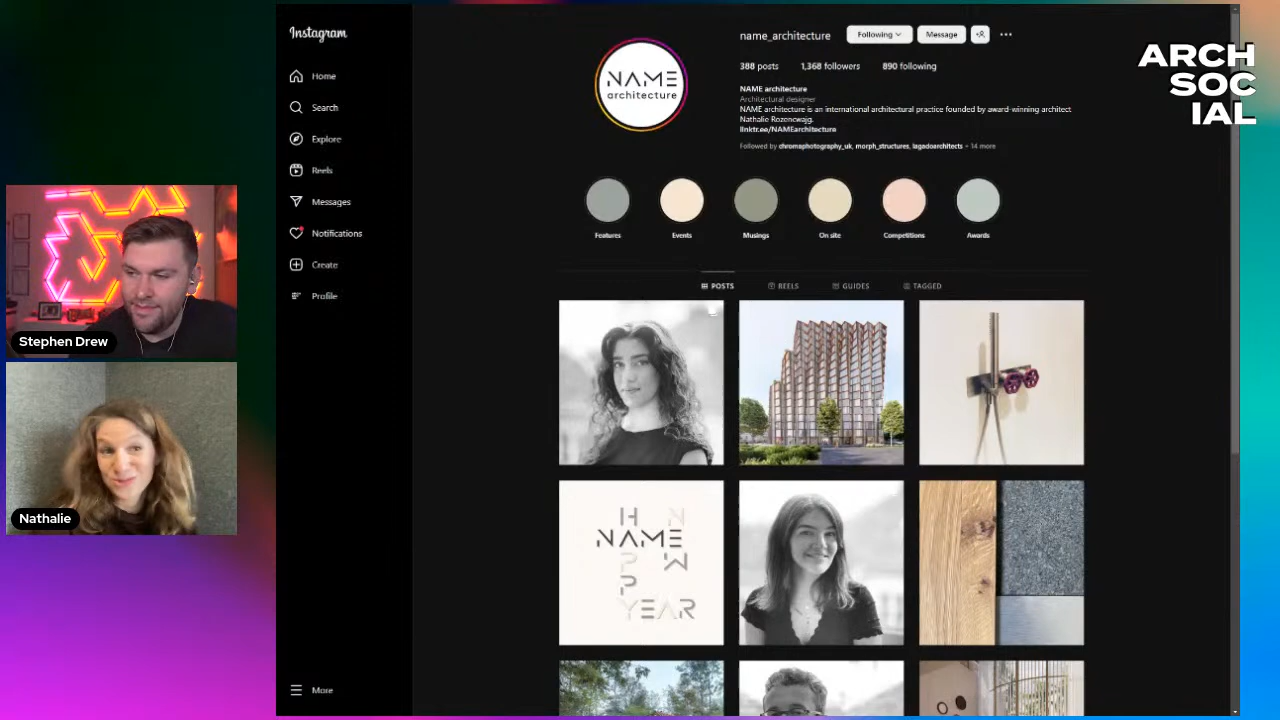 Instagram
Home
Search
Explore
Reels
Messages
Notifications
Create
Profile
More
name_architecture
Following
Message
388 posts 1,368 followers 890 following
NAME architecture
Architectural designer
NAME architecture is an international architectural practice founded by award-winning architect
Nathalie Rozencwajg.
linktr.ee/NAMEarchitecture
Followed by chromaphotography_uk, morph_structures, lagadoarchitects + 14 more
NAME
architecture
Features Events Musings On site Competitions Awards
POSTS REELS GUIDES TAGGED
H N
NAME
P W
P
YEAR
ARCH
SOC
IAL
Stephen Drew
Nathalie